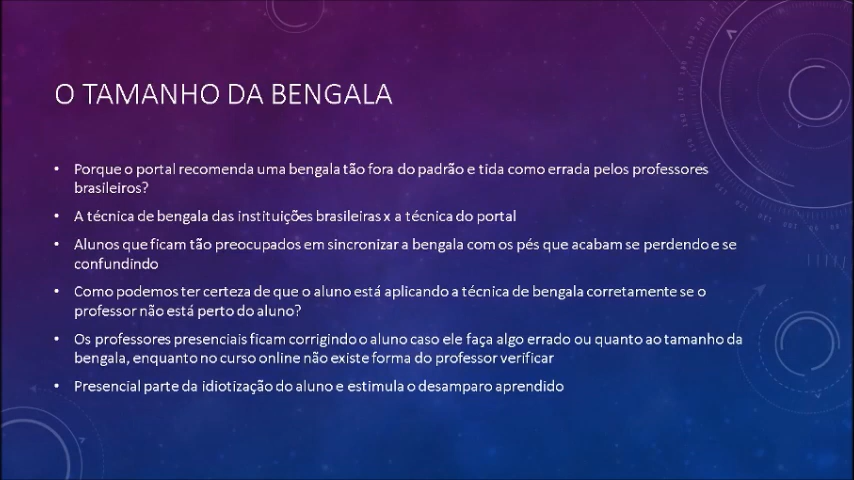 O TAMANHO DA BENGALA
• Porque o portal recomenda uma bengala tão fora do padrão e tida como errada pelos professores
brasileiros?
• A técnica de bengala das instituições brasileiras x a técnica do portal
• Alunos que ficam tão preocupados em sincronizar a bengala com os pés que acabam se perdendo e se
confundindo
• Como podemos ter certeza de que o aluno está aplicando a técnica de bengala corretamente se o
professor não está perto do aluno?
• Os professores presenciais ficam corrigindo o aluno caso ele faça algo errado ou quanto ao tamanho da
bengala, enquanto no curso online não existe forma do professor verificar
• Presencial parte da idiotização do aluno e estimula o desamparo aprendido